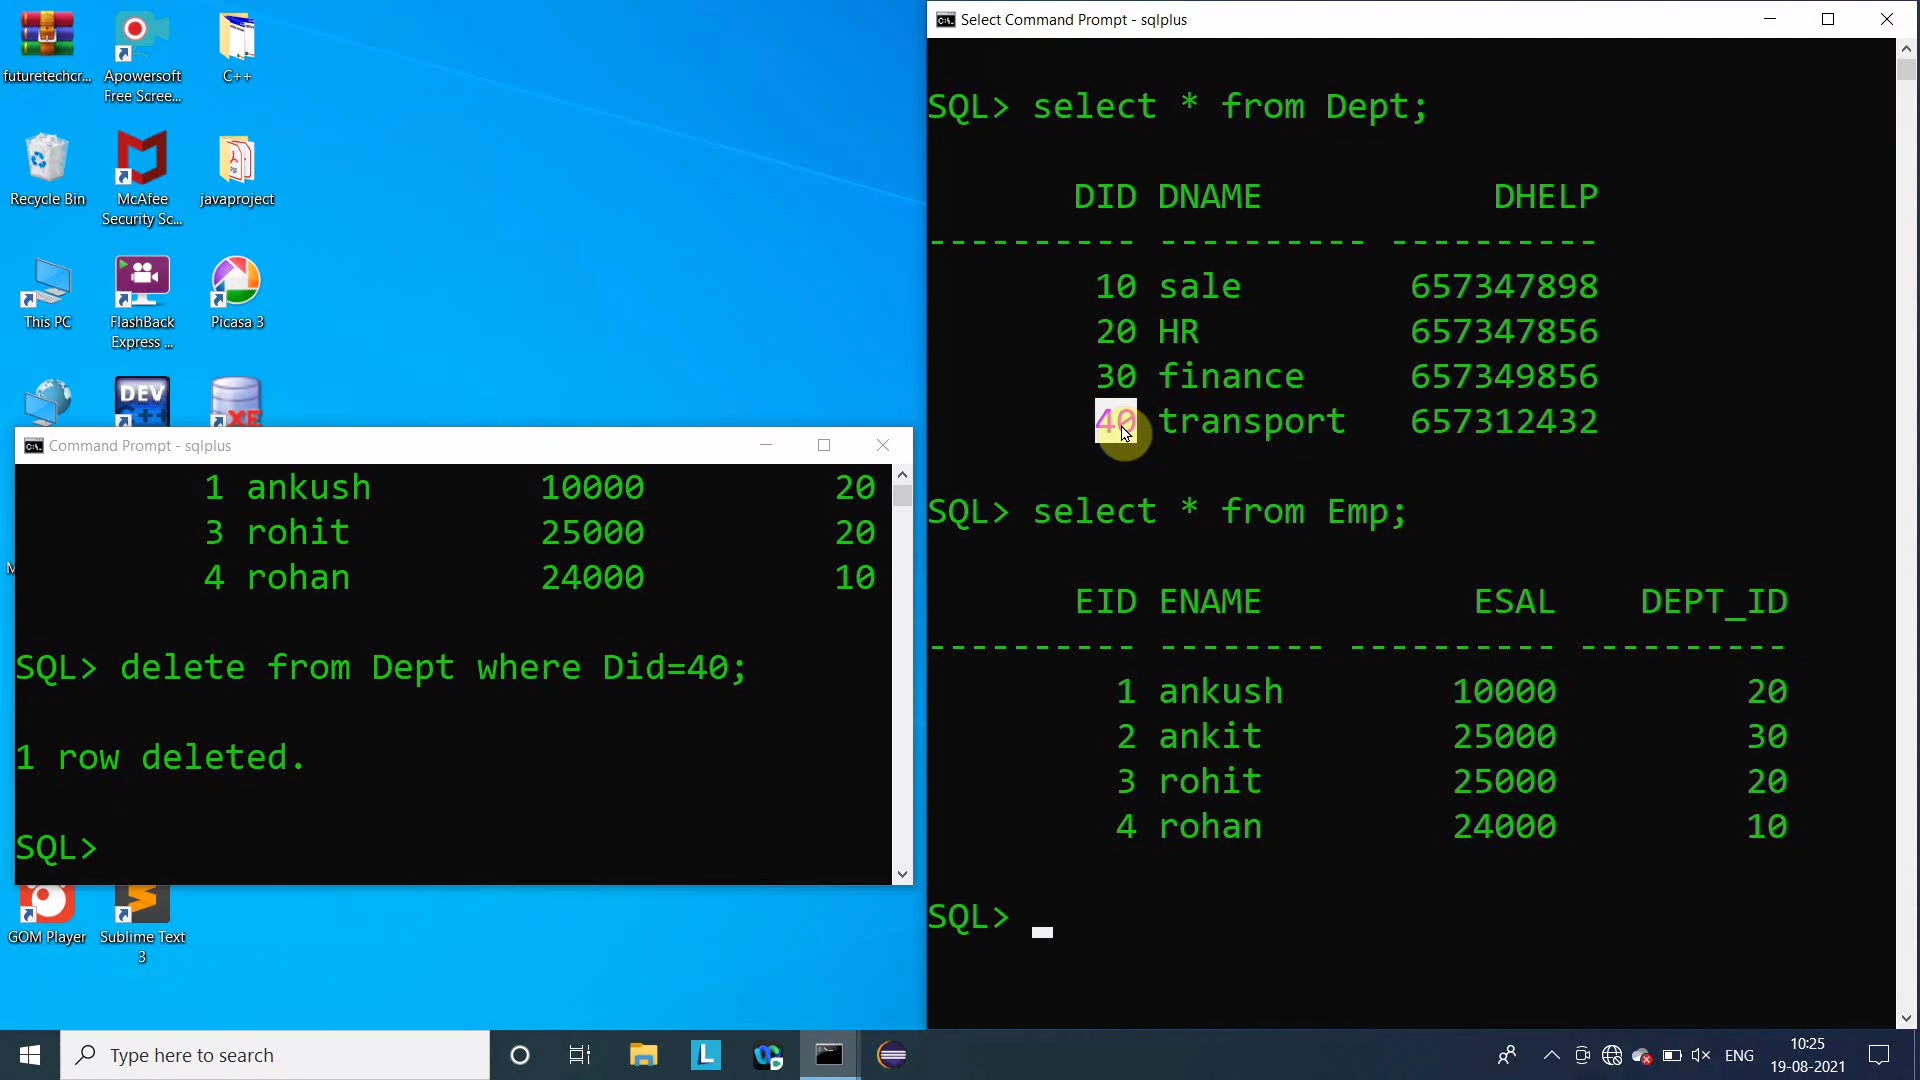 futuretechcr...
Apowersoft
Free Scree...
C++
Recycle Bin
McAfee
Security Sc...
javaproject
This PC
FlashBack
Express ...
Picasa 3
DEV
C++
XE
Command Prompt - sqlplus
1 ankush 10000 20
3 rohit 25000 20
4 rohan 24000 10
SQL> delete from Dept where Did=40;
1 row deleted.
SQL>
GOM Player
Sublime Text
3
Select Command Prompt - sqlplus
SQL> select * from Dept;
DID DNAME DHELP
---------- ---------- ----------
10 sale 657347898
20 HR 657347856
30 finance 657349856
40 transport 657312432
SQL> select * from Emp;
EID ENAME ESAL DEPT_ID
---------- -------- ---------- ----------
1 ankush 10000 20
2 ankit 25000 30
3 rohit 25000 20
4 rohan 24000 10
SQL>
Type here to search
L
ENG
10:25
19-08-2021